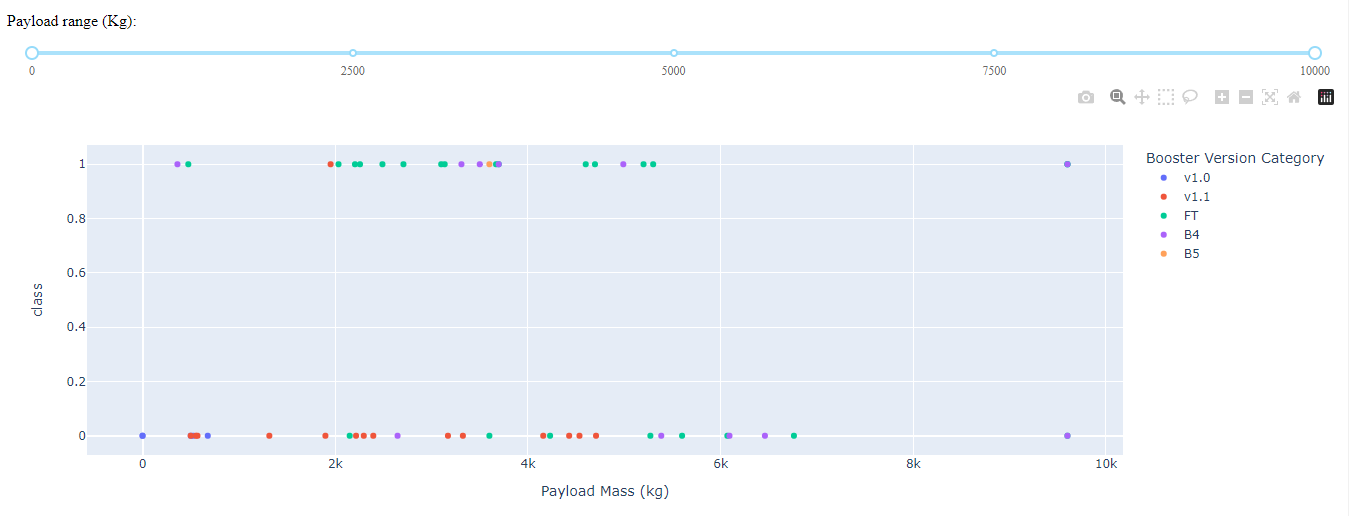 Payload range (Kg):
0 2500 5000 7500 10000
Booster Version Category
v1.0
v1.1
FT
B4
B5
1
0.8
0.6
0.4
0.2
0
class
0 2k 4k 6k 8k 10k
Payload Mass (kg)